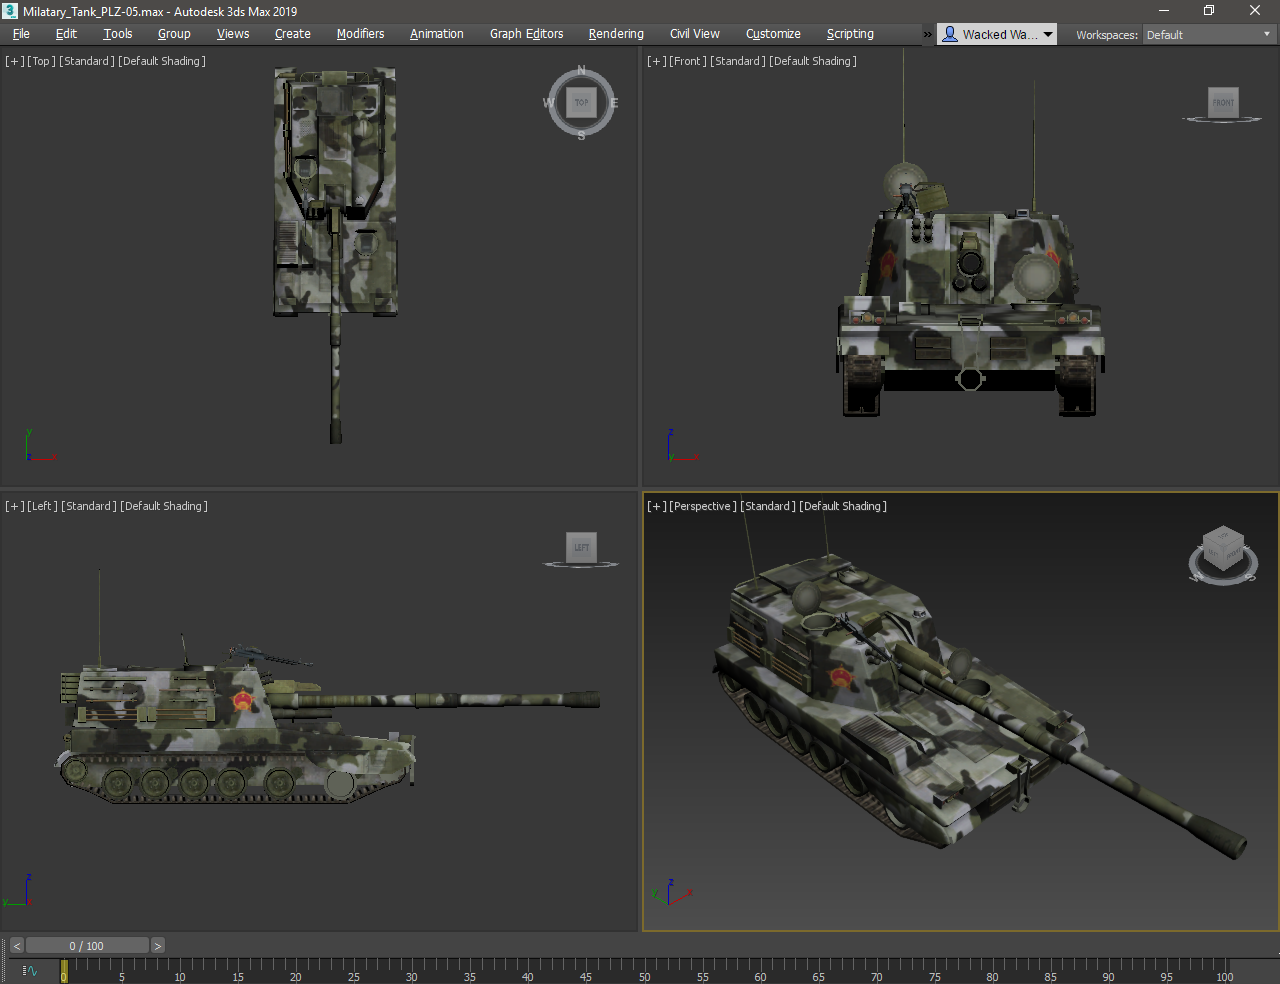 Milatary_Tank_PLZ-05.max - Autodesk 3ds Max 2019
File Edit Tools Group Views Create Modifiers Animation Graph Editors Rendering Civil View Customize Scripting » Wacked Wa... Workspaces: Default
[+] [Top] [Standard] [Default Shading]
N
W TOP E
S
y
z x
[+] [Front] [Standard] [Default Shading]
FRONT
z
y x
[+] [Left] [Standard] [Default Shading]
LEFT
z
y
[+] [Perspective] [Standard] [Default Shading]
W S
z
y x
< 0 / 100 >
0 5 10 15 20 25 30 35 40 45 50 55 60 65 70 75 80 85 90 95 100